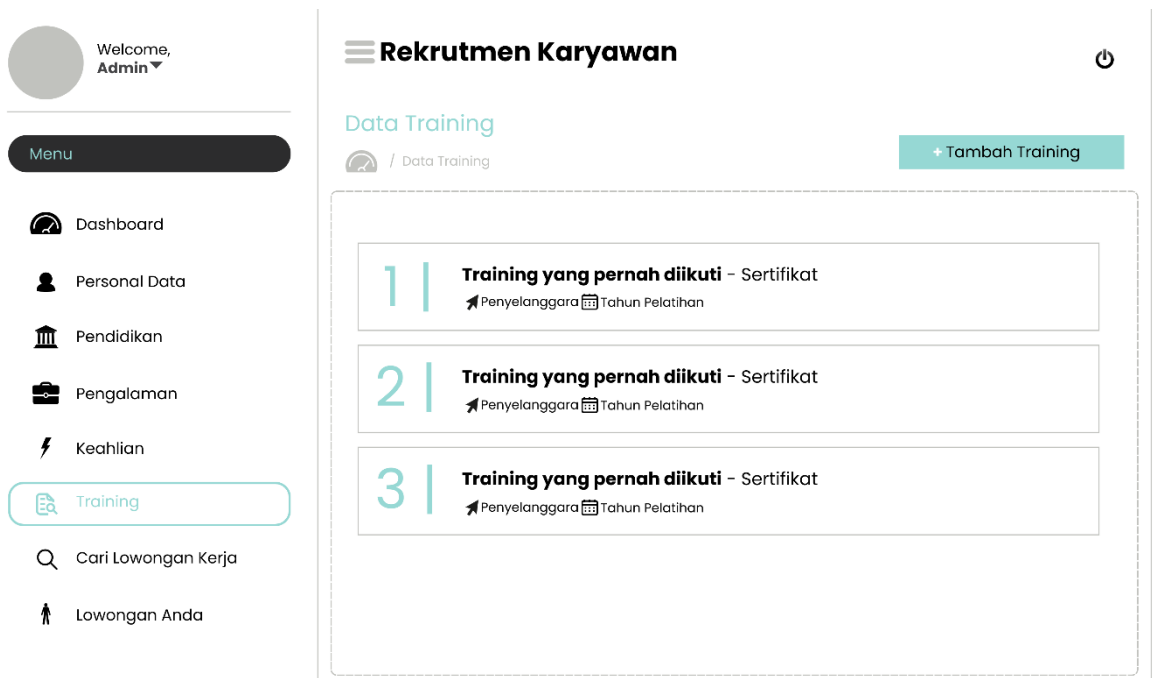 Welcome,
Admin
Menu
Dashboard
Personal Data
Pendidikan
Pengalaman
Keahlian
Training
Cari Lowongan Kerja
Lowongan Anda
Rekrutmen Karyawan
Data Training
/ Data Training
+ Tambah Training
1
Training yang pernah diikuti - Sertifikat
Penyelanggara Tahun Pelatihan
2
Training yang pernah diikuti - Sertifikat
Penyelanggara Tahun Pelatihan
3
Training yang pernah diikuti - Sertifikat
Penyelanggara Tahun Pelatihan